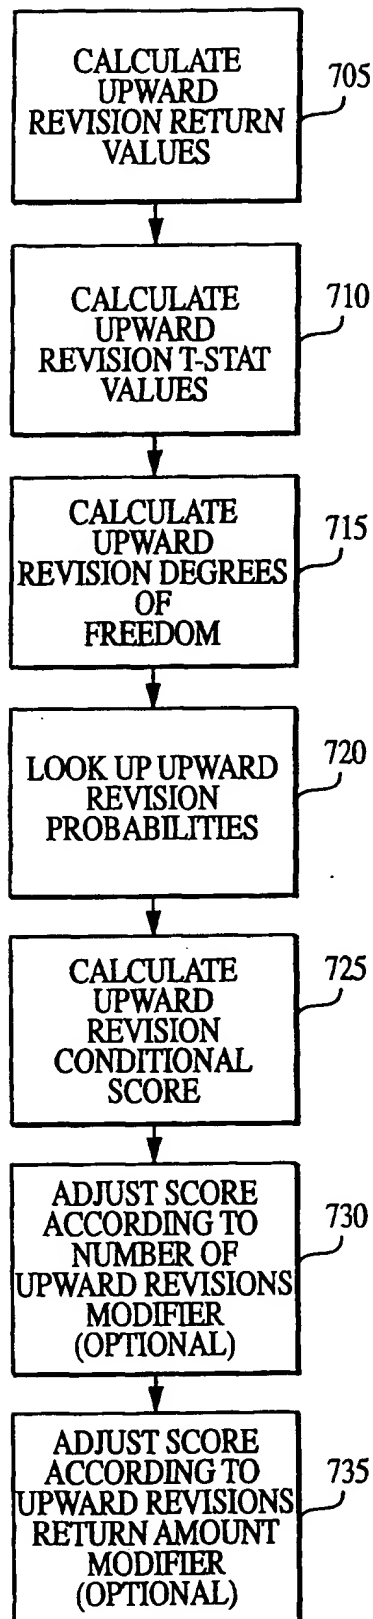 CALCULATE
UPWARD
REVISION RETURN
VALUES
705
CALCULATE
UPWARD
REVISION T-STAT
VALUES
710
CALCULATE
UPWARD
REVISION DEGREES
OF
FREEDOM
715
LOOK UP UPWARD
REVISION
PROBABILITIES
720
CALCULATE
UPWARD
REVISION
CONDITIONAL
SCORE
725
ADJUST SCORE
ACCORDING TO
NUMBER OF
UPWARD REVISIONS
MODIFIER
(OPTIONAL)
730
ADJUST SCORE
ACCORDING TO
UPWARD REVISIONS
RETURN AMOUNT
MODIFIER
(OPTIONAL)
735